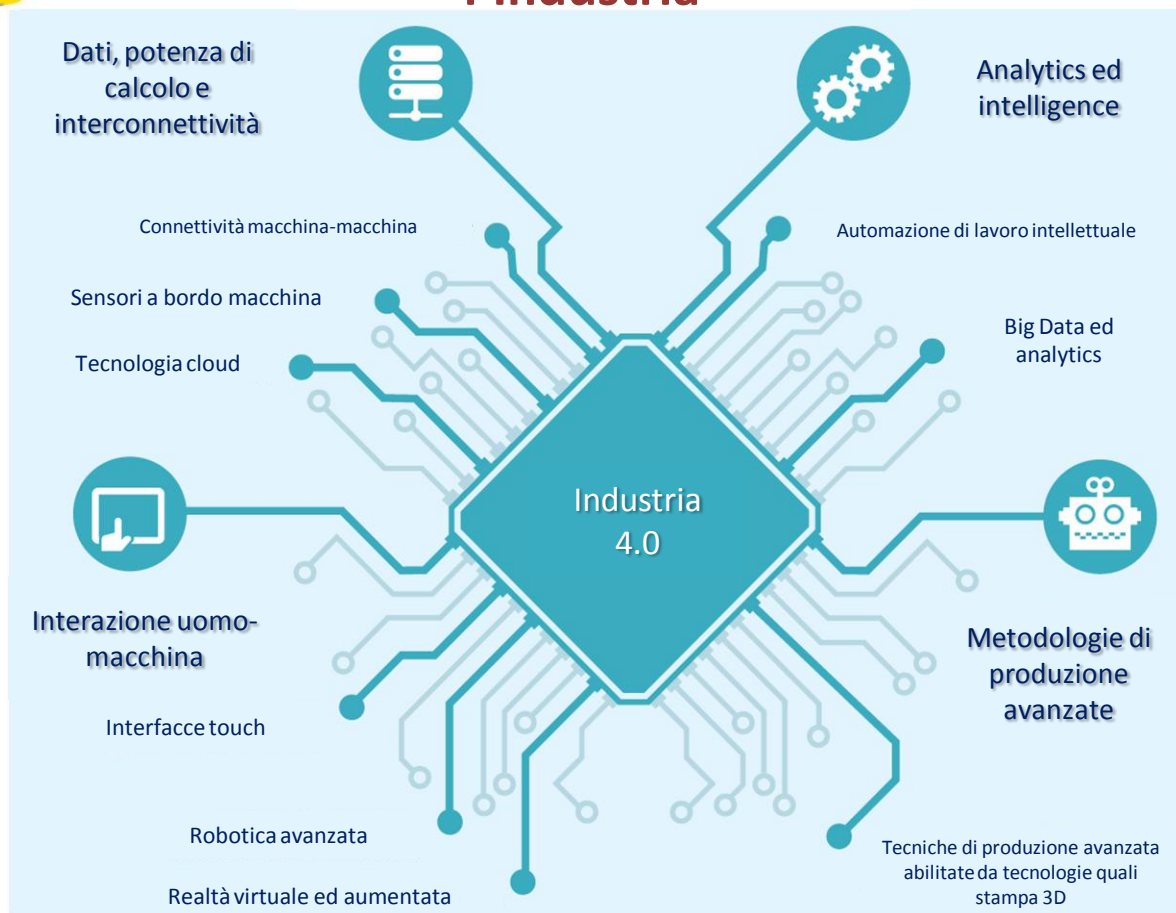 l'industria
Dati, potenza di
calcolo e
interconnettività
Analytics ed
intelligence
Connettività macchina-macchina
Automazione di lavoro intellettuale
Sensori a bordo macchina
Big Data ed
analytics
Tecnologia cloud
Industria
4.0
Interazione uomo-
macchina
Metodologie di
produzione
avanzate
Interfacce touch
Robotica avanzata
Tecniche di produzione avanzata
abilitate da tecnologie quali
stampa 3D
Realtà virtuale ed aumentata